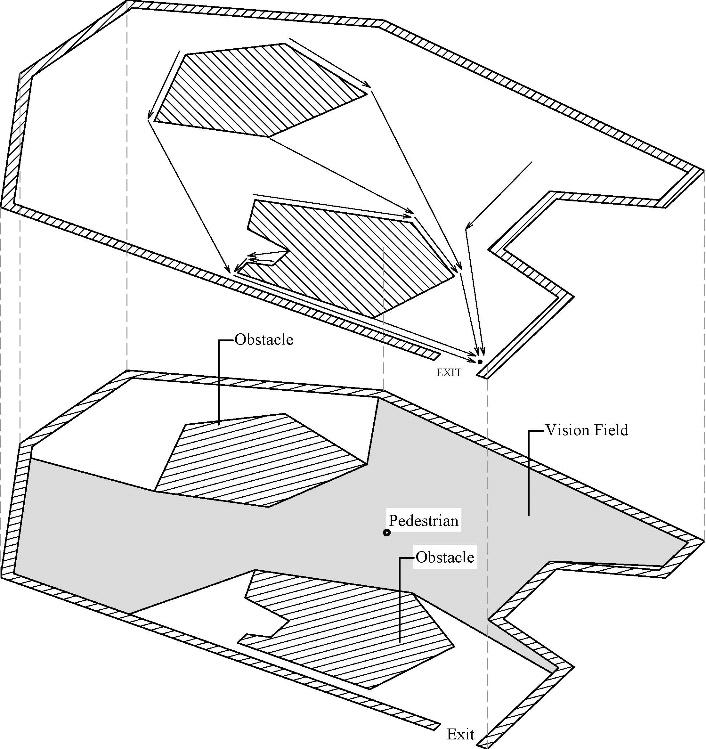 Obstacle
EXIT
Vision Field
Pedestrian
Obstacle
Exit